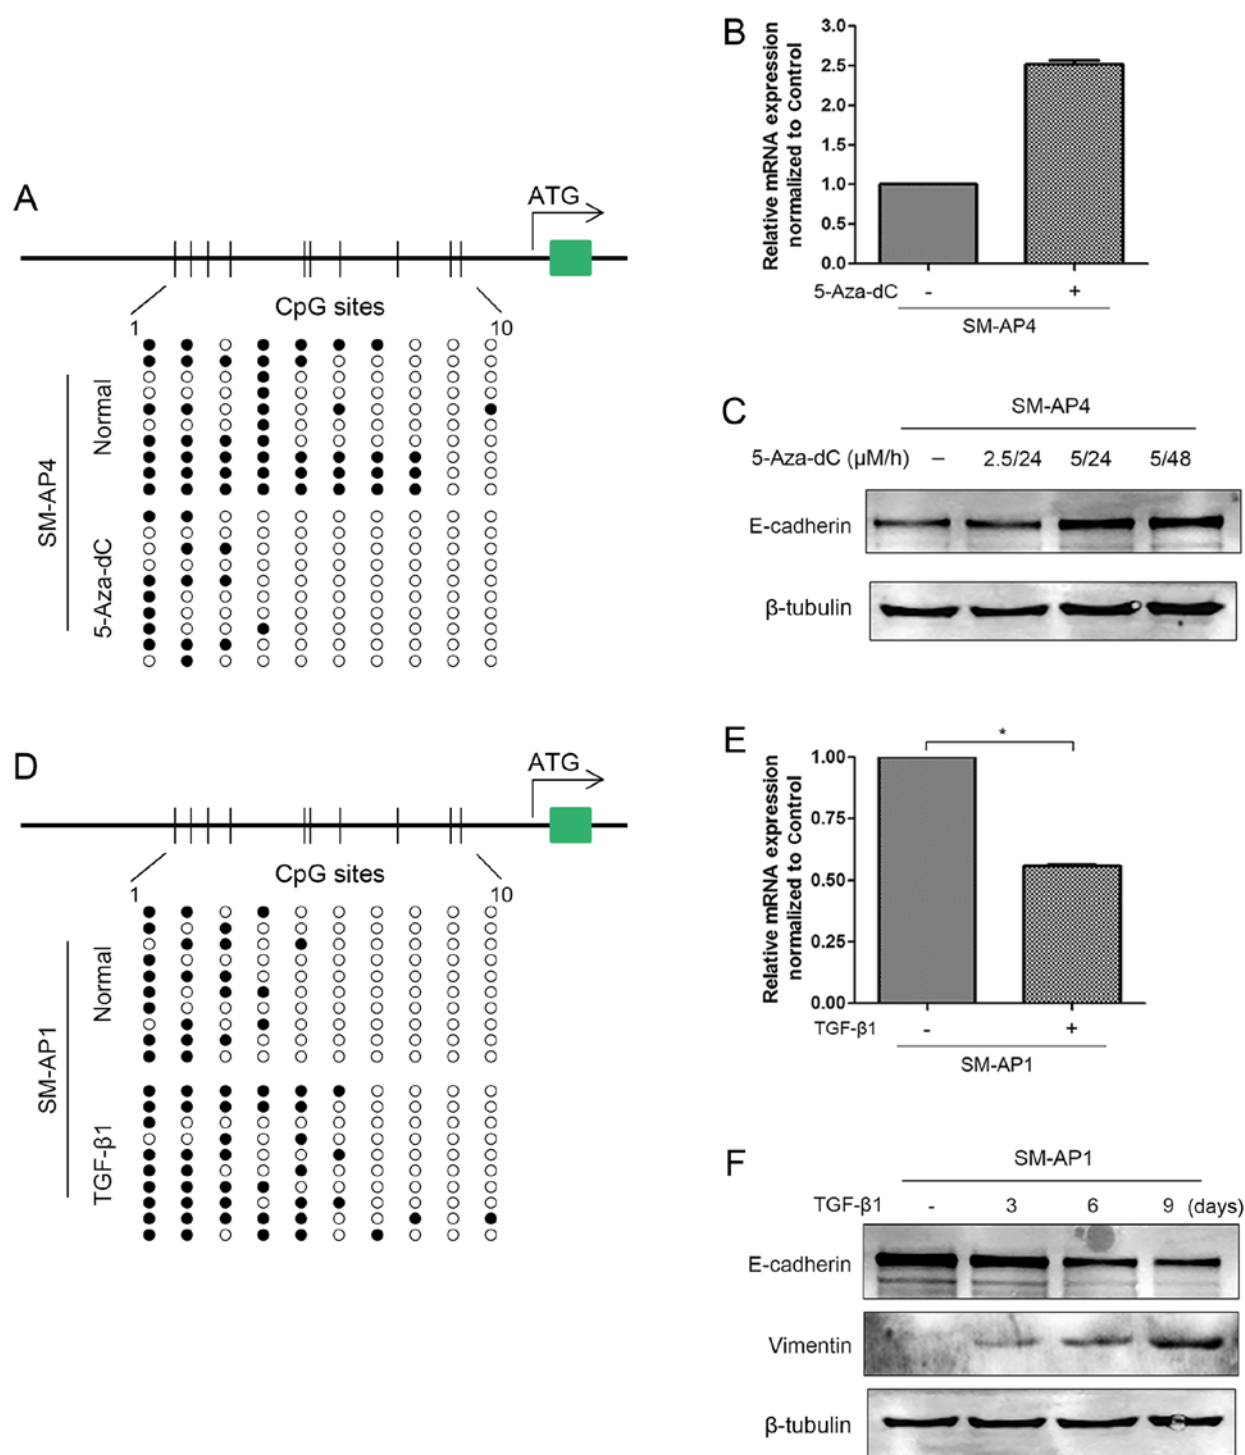 A
ATG
CpG sites
1
10
SM-AP4
Normal
5-Aza-dC
B
Relative mRNA expression
normalized to Control
3.0
2.5
2.0
1.5
1.0
0.5
0.0
5-Aza-dC - +
SM-AP4
C
SM-AP4
5-Aza-dC (μM/h) – 2.5/24 5/24 5/48
E-cadherin
β-tubulin
D
ATG
CpG sites
1
10
SM-AP1
Normal
TGF-β1
E
*
Relative mRNA expression
normalized to Control
1.00
0.75
0.50
0.25
0.00
TGF-β1 - +
SM-AP1
F
SM-AP1
TGF-β1 - 3 6 9 (days)
E-cadherin
Vimentin
β-tubulin